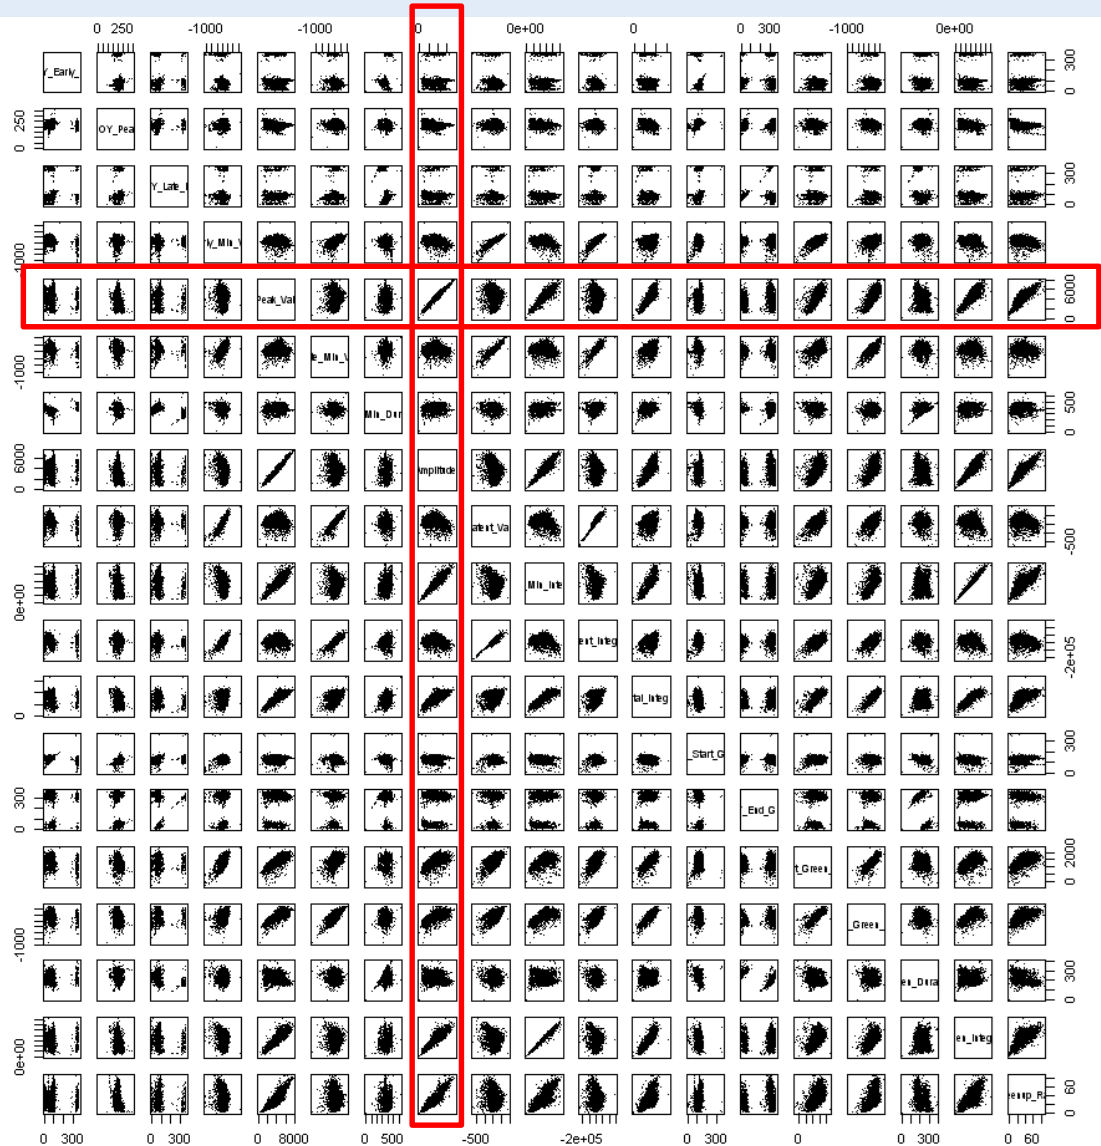 0 250 -1000 -1000 0 0e+00 0 0 300 -1000 0e+00
Y_Early_ 0 300
0 250 OY_Pea
Y_Late_I 0 300
-1000 ly_Min_V
Peak_Val 0 6000
-1000 te_Min_V
Min_Dur 0 500
0 6000 Amplitude
atent_Va -500
0e+00 Min_Inte
ent_Integ -2e+05
0 tal_Integ
_Start_G 0 300
0 300 _End_G
t_Green_ 0 2000
-1000 _Green_
en_Dura 0 300
0e+00 en_Integ
eenup_R 0 60
0 300 0 300 0 8000 0 500 -500 -2e+05 0 300 0 0 300 0 60